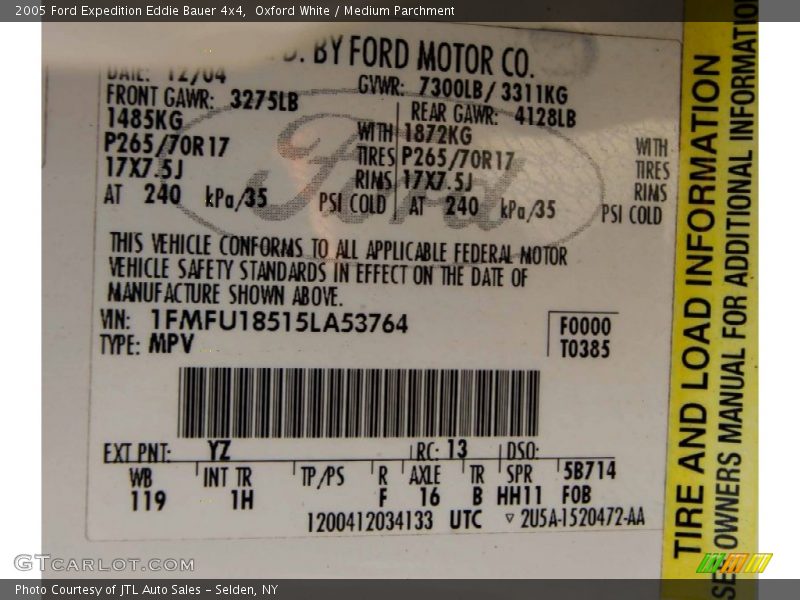 2005 Ford Expedition Eddie Bauer 4x4, Oxford White / Medium Parchment
BY FORD MOTOR CO.
DATE: 12/04
GVWR: 7300LB/ 3311KG
FRONT GAWR: 3275LB
REAR GAWR: 4128LB
1485KG WITH 1872KG WITH
P265/70R17 TIRES P265/70R17 TIRES
17X7.5J RIMS 17X7.5J RIMS
AT 240 kPa/35 PSI COLD AT 240 kPa/35 PSI COLD
Ford
THIS VEHICLE CONFORMS TO ALL APPLICABLE FEDERAL MOTOR
VEHICLE SAFETY STANDARDS IN EFFECT ON THE DATE OF
MANUFACTURE SHOWN ABOVE.
VIN: 1FMFU18515LA53764
F0000
TYPE: MPV
T0385
EXT PNT: YZ RC: 13 DSO:
WB INT TR TP/PS R AXLE TR SPR 5B714
119 1H F 16 B HH11 FOB
1200412034133 UTC ▿ 2U5A-1520472-AA
TIRE AND LOAD INFORMATION
SEE OWNERS MANUAL FOR ADDITIONAL INFORMATION
GTCARLOT.COM
Photo Courtesy of JTL Auto Sales - Selden, NY